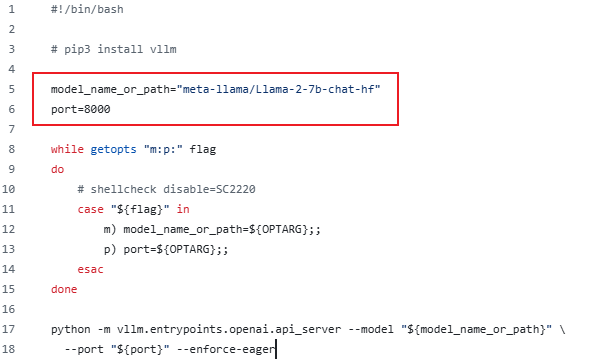 1 #!/bin/bash
2
3 # pip3 install vllm
4
5 model_name_or_path="meta-llama/Llama-2-7b-chat-hf"
6 port=8000
7
8 while getopts "m:p:" flag
9 do
10     # shellcheck disable=SC2220
11     case "${flag}" in
12         m) model_name_or_path=${OPTARG};;
13         p) port=${OPTARG};;
14     esac
15 done
16
17 python -m vllm.entrypoints.openai.api_server --model "${model_name_or_path}" \
18   --port "${port}" --enforce-eager